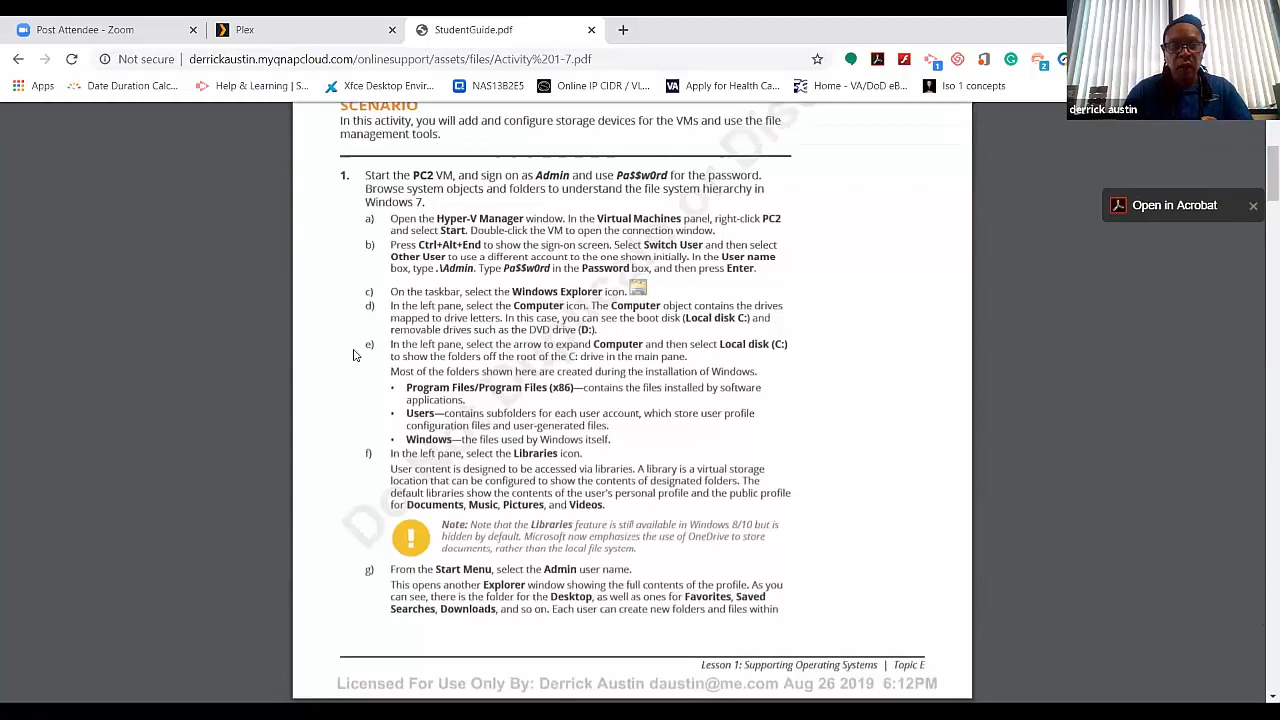 Post Attendee - Zoom
Plex
StudentGuide.pdf
Not secure
derrickaustin.myqnapcloud.com/onlinesupport/assets/files/Activity%201-7.pdf
1
2
Apps
Date Duration Calc...
Help & Learning |...
Xfce Desktop Envir...
NAS13B2E5
Online IP CIDR / VL...
Apply for Health Ca...
Home - VA/DoD eB...
Iso 1 concepts
derrick austin
SCENARIO
In this activity, you will add and configure storage devices for the VMs and use the file
management tools.
1. Start the PC2 VM, and sign on as Admin and use Pa$$w0rd for the password.
Browse system objects and folders to understand the file system hierarchy in
Windows 7.
a) Open the Hyper-V Manager window. In the Virtual Machines panel, right-click PC2
and select Start. Double-click the VM to open the connection window.
b) Press Ctrl+Alt+End to show the sign-on screen. Select Switch User and then select
Other User to use a different account to the one shown initially. In the User name
box, type .\Admin. Type Pa$$w0rd in the Password box, and then press Enter.
c) On the taskbar, select the Windows Explorer icon.
d) In the left pane, select the Computer icon. The Computer object contains the drives
mapped to drive letters. In this case, you can see the boot disk (Local disk C:) and
removable drives such as the DVD drive (D:).
e) In the left pane, select the arrow to expand Computer and then select Local disk (C:)
to show the folders off the root of the C: drive in the main pane.
Most of the folders shown here are created during the installation of Windows.
• Program Files/Program Files (x86)—contains the files installed by software
applications.
• Users—contains subfolders for each user account, which store user profile
configuration files and user-generated files.
• Windows—the files used by Windows itself.
f) In the left pane, select the Libraries icon.
User content is designed to be accessed via libraries. A library is a virtual storage
location that can be configured to show the contents of designated folders. The
default libraries show the contents of the user's personal profile and the public profile
for Documents, Music, Pictures, and Videos.
Note: Note that the Libraries feature is still available in Windows 8/10 but is
hidden by default. Microsoft now emphasizes the use of OneDrive to store
documents, rather than the local file system.
g) From the Start Menu, select the Admin user name.
This opens another Explorer window showing the full contents of the profile. As you
can see, there is the folder for the Desktop, as well as ones for Favorites, Saved
Searches, Downloads, and so on. Each user can create new folders and files within
Lesson 1: Supporting Operating Systems | Topic E
Licensed For Use Only By: Derrick Austin daustin@me.com Aug 26 2019 6:12PM
Open in Acrobat